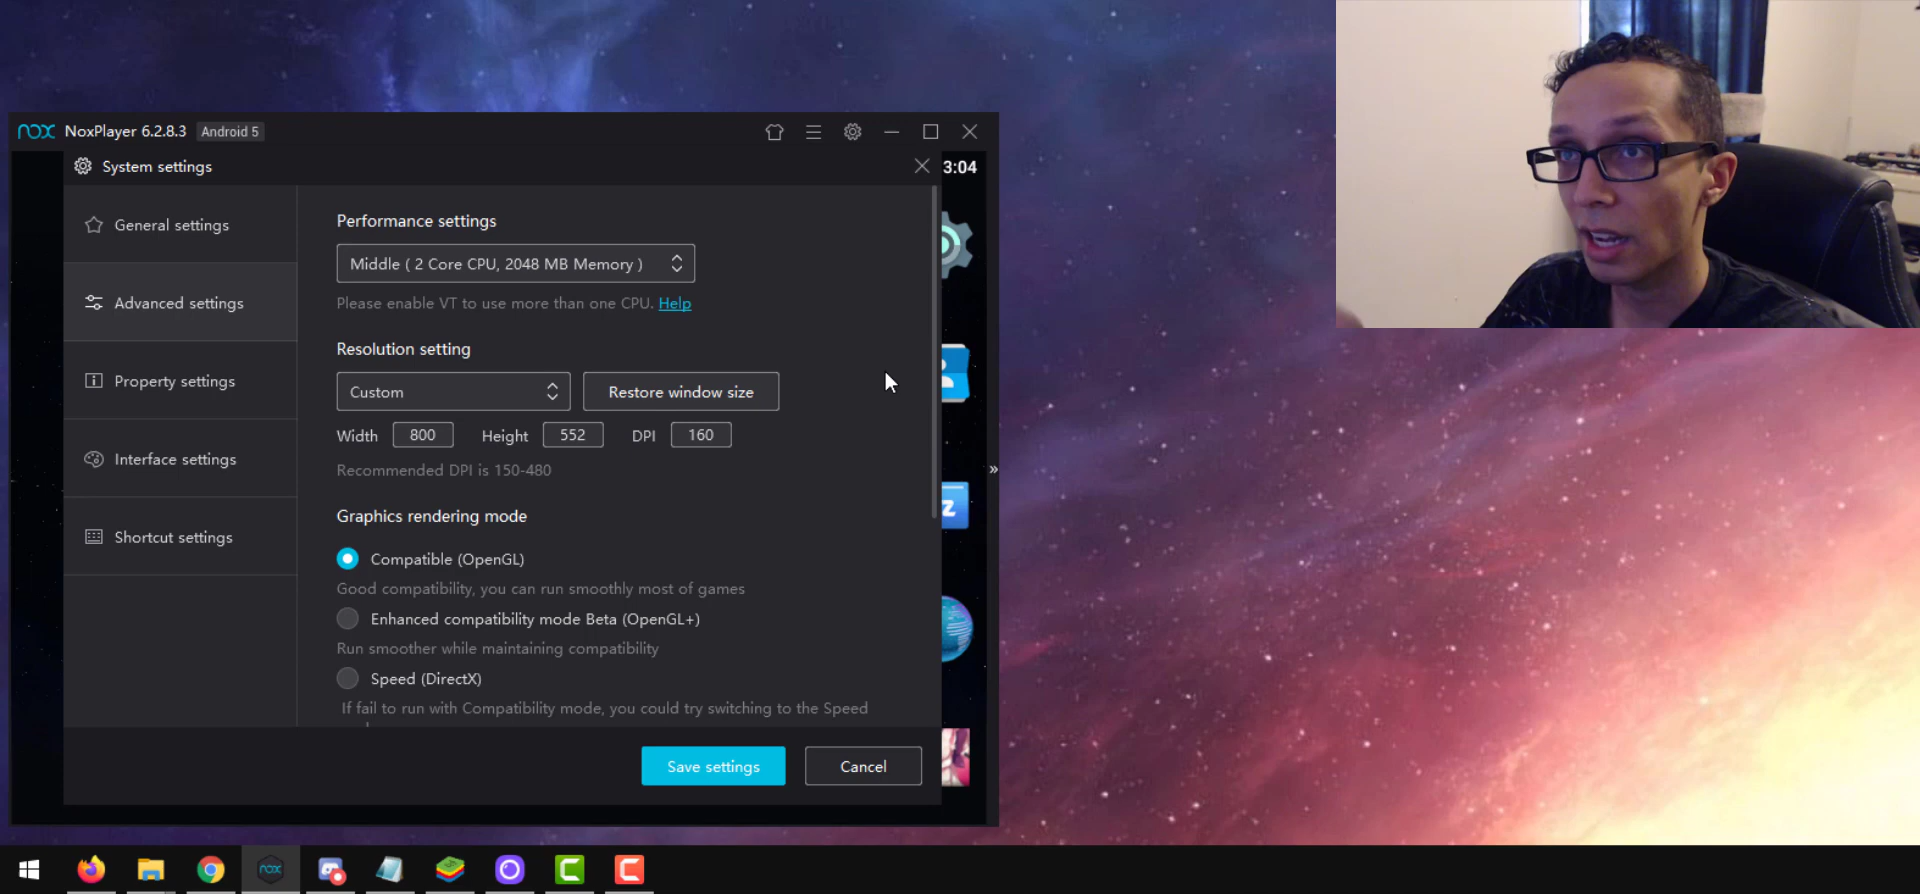 nox NoxPlayer 6.2.8.3 Android 5
System settings
3:04
General settings
Advanced settings
Property settings
Interface settings
Shortcut settings
Performance settings
Middle ( 2 Core CPU, 2048 MB Memory )
Please enable VT to use more than one CPU. Help
Resolution setting
Custom
Restore window size
Width 800 Height 552 DPI 160
Recommended DPI is 150-480
»
Graphics rendering mode
Compatible (OpenGL)
Good compatibility, you can run smoothly most of games
Enhanced compatibility mode Beta (OpenGL+)
Run smoother while maintaining compatibility
Speed (DirectX)
If fail to run with Compatibility mode, you could try switching to the Speed
Save settings
Cancel
z
nox